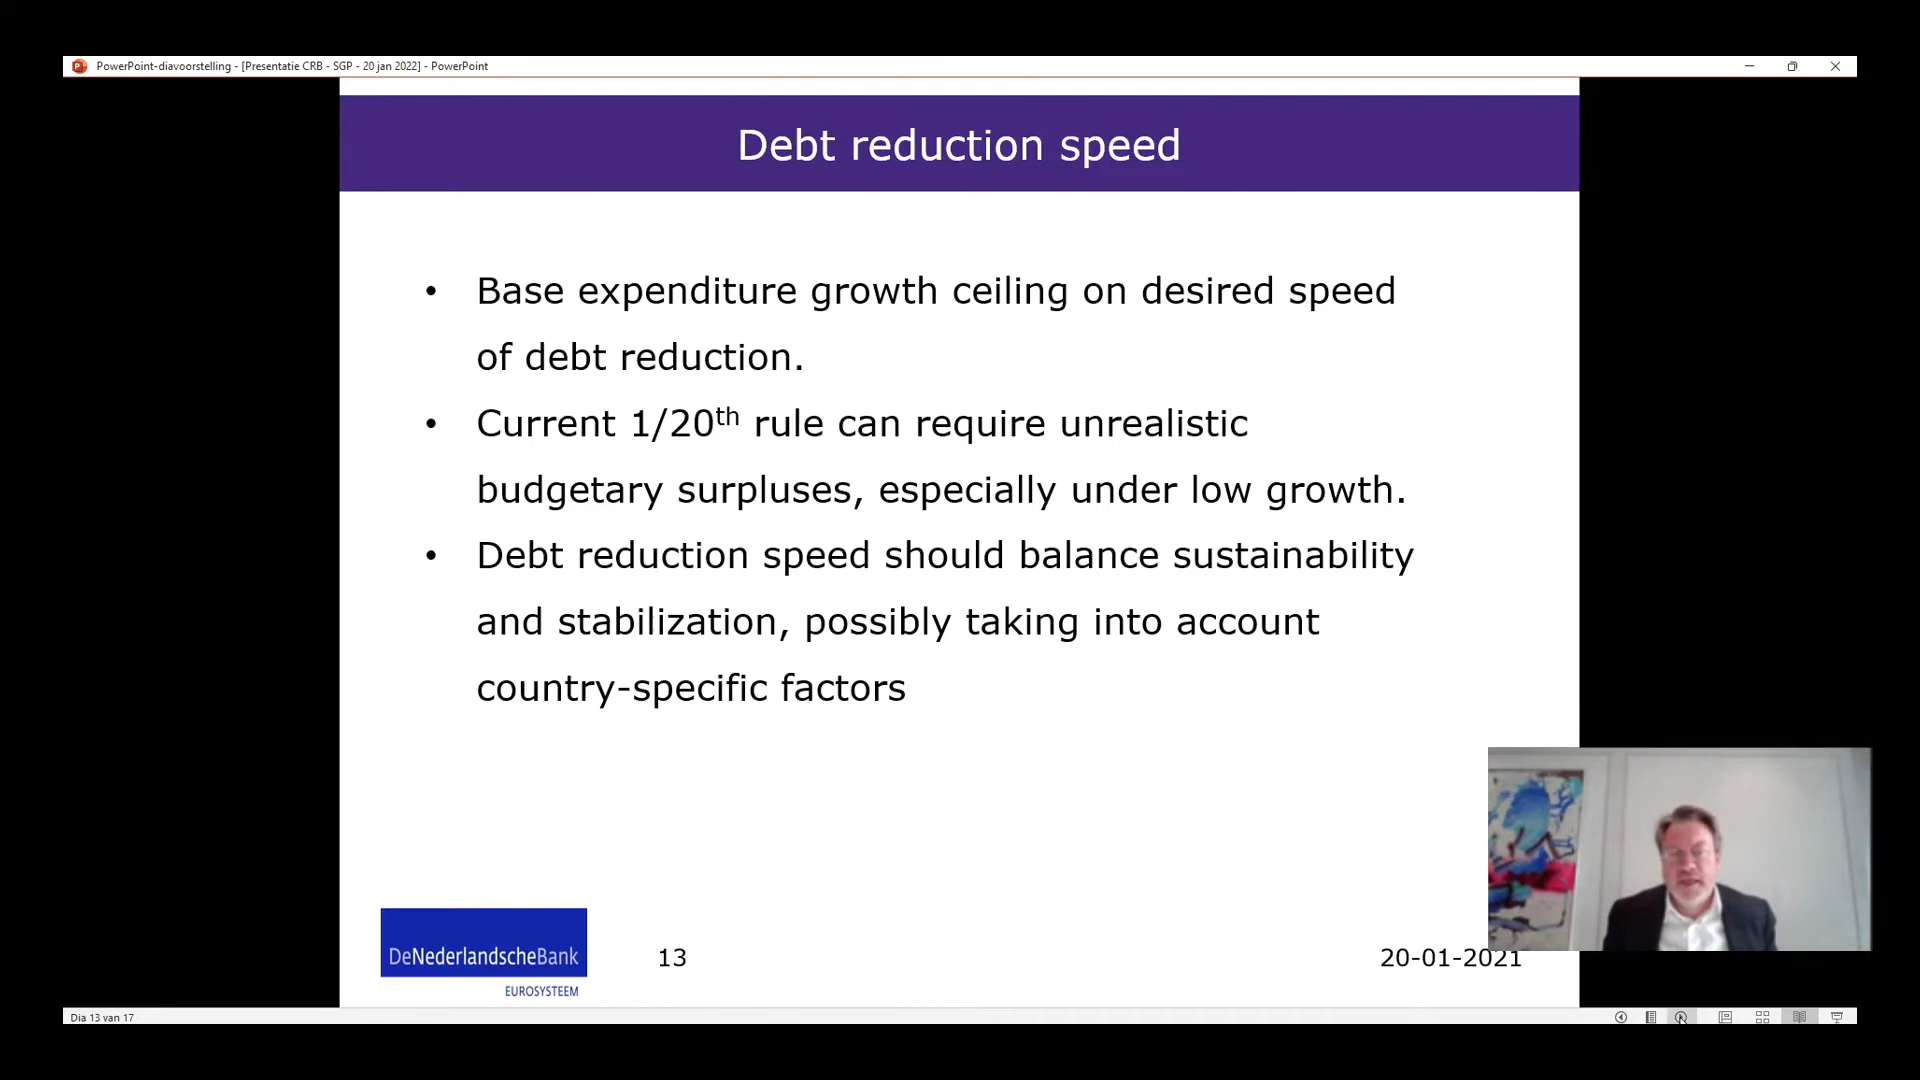 PowerPoint-diavoorstelling - [Presentatie CRB - SGP - 20 jan 2022] - PowerPoint
Debt reduction speed
• Base expenditure growth ceiling on desired speed
of debt reduction.
• Current 1/20th rule can require unrealistic
budgetary surpluses, especially under low growth.
• Debt reduction speed should balance sustainability
and stabilization, possibly taking into account
country-specific factors
DeNederlandscheBank
EUROSYSTEEM
13
20-01-2021
Dia 13 van 17